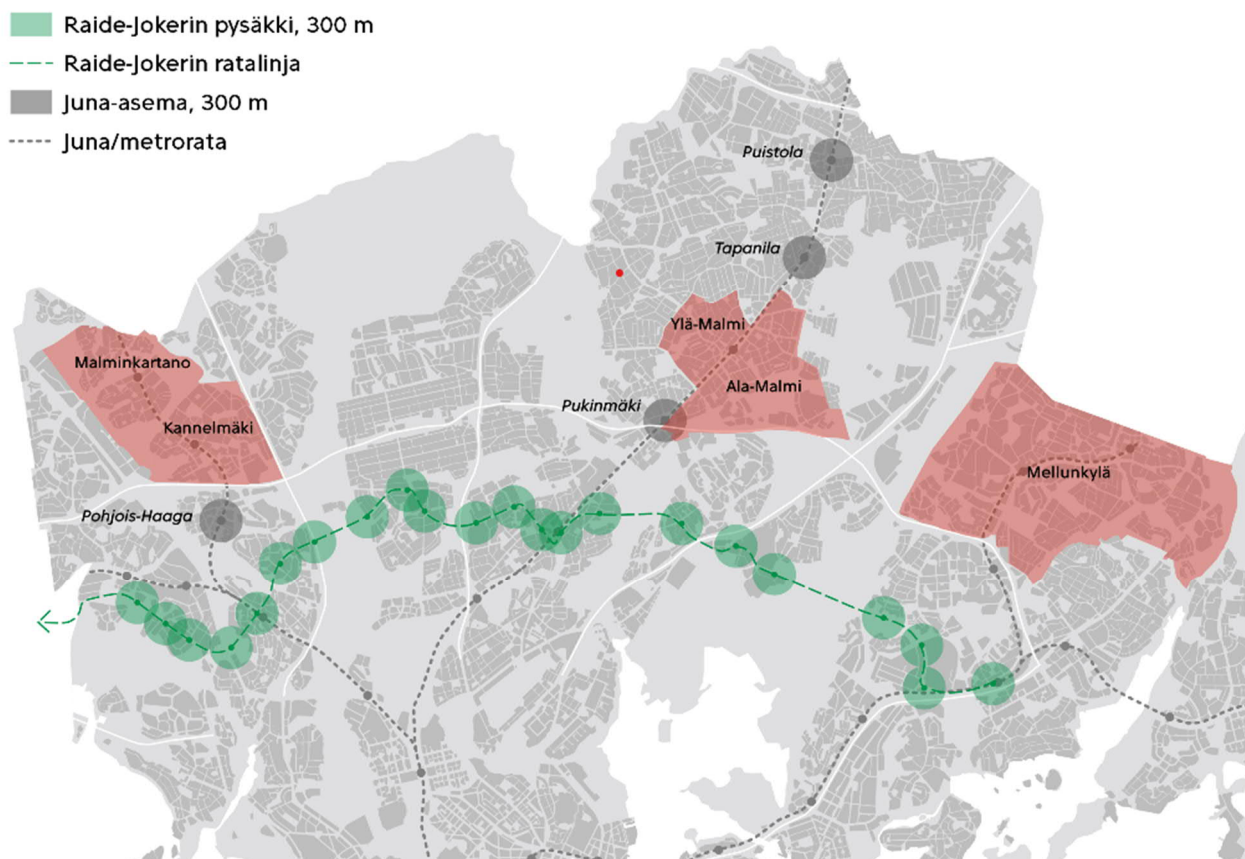 Raide-Jokerin pysäkki, 300 m
Raide-Jokerin ratalinja
Juna-asema, 300 m
Juna/metrorata
Puistola
Tapanila
Ylä-Malmi
Malminkartano
Ala-Malmi
Pukinmäki
Kannelmäki
Mellunkylä
Pohjois-Haaga